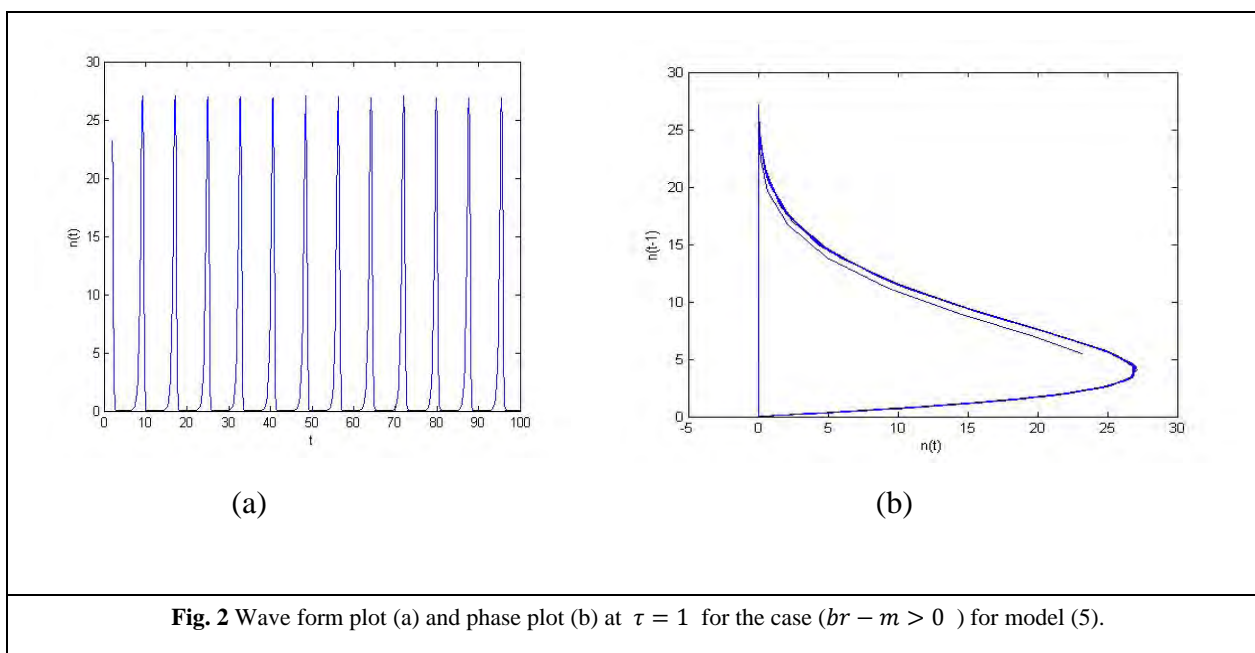 30
25
20
15
10
5
0
n(t)
0 10 20 30 40 50 60 70 80 90 100
t
(a)
30
25
20
15
10
5
0
n(t-1)
-5 0 5 10 15 20 25 30
n(t)
(b)
Fig. 2 Wave form plot (a) and phase plot (b) at τ = 1 for the case (br − m > 0 ) for model (5).